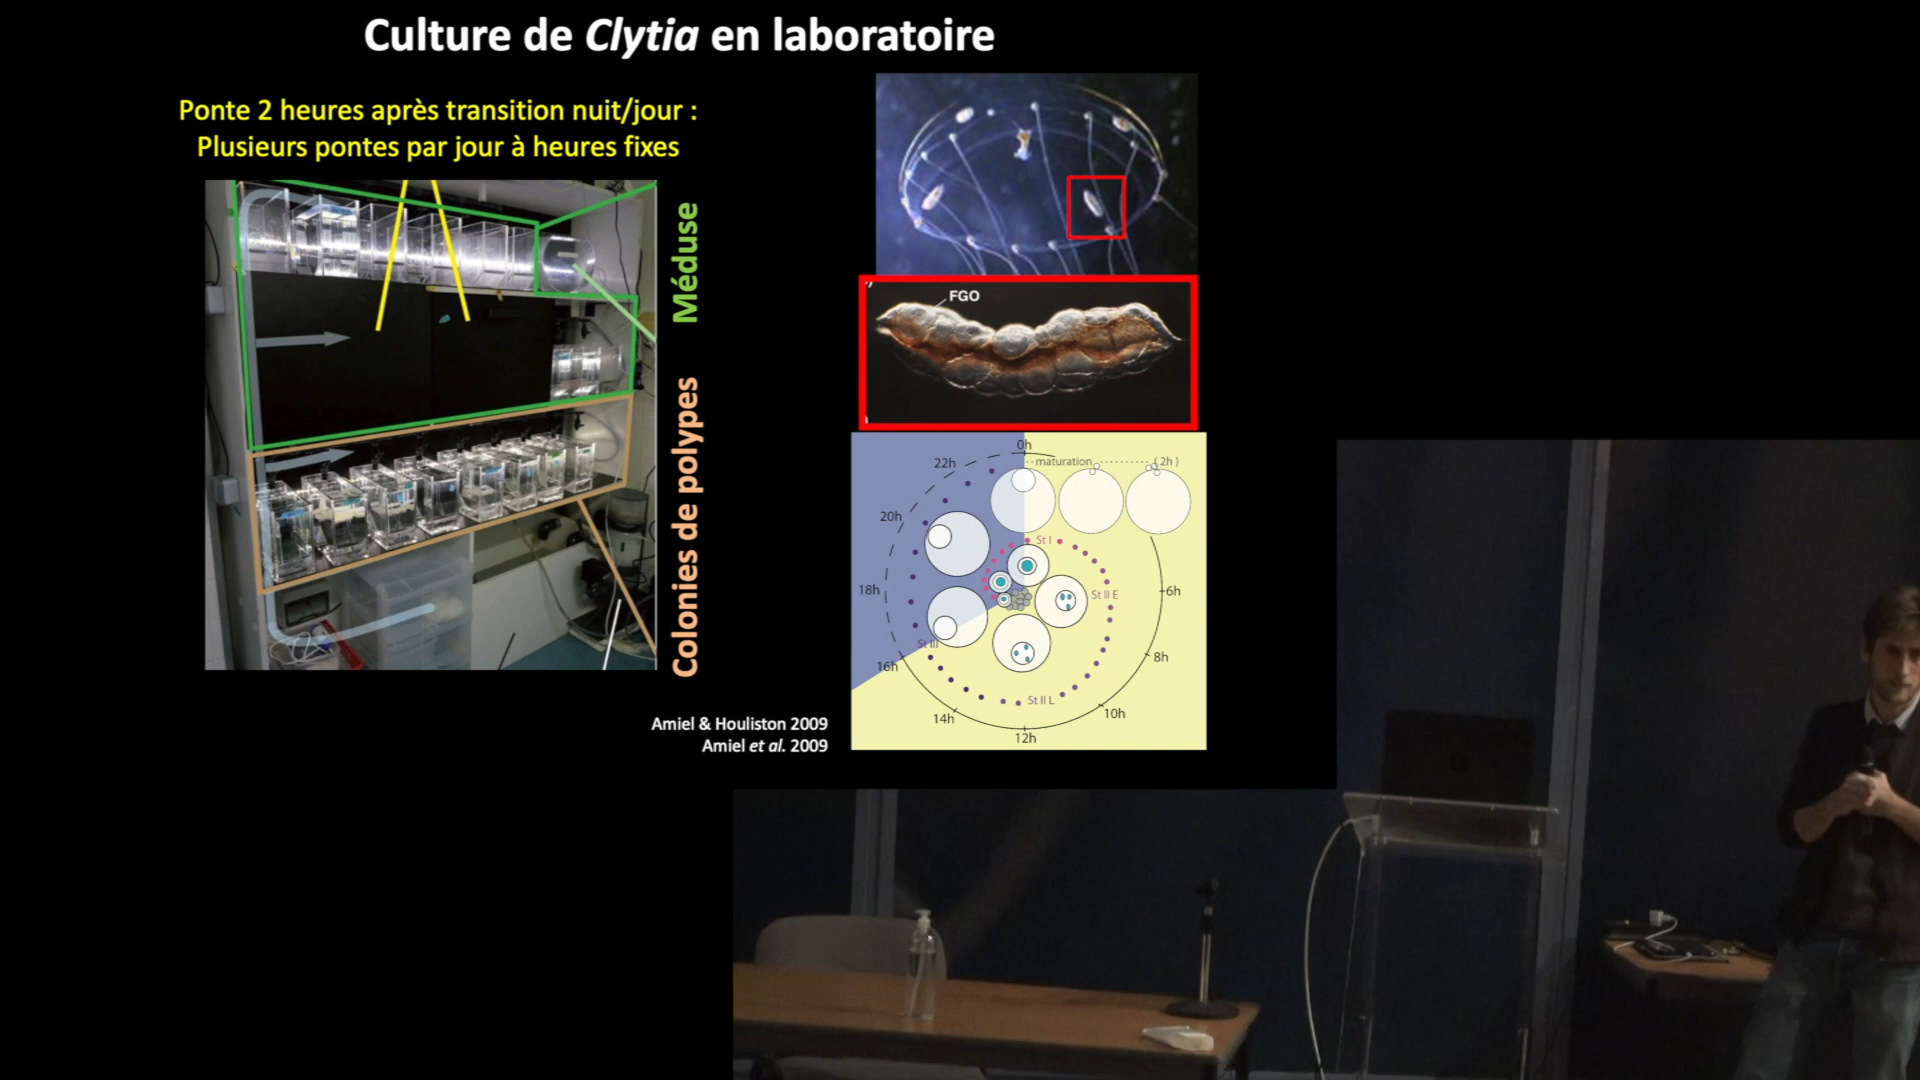 Culture de Clytia en laboratoire
Ponte 2 heures après transition nuit/jour :
Plusieurs pontes par jour à heures fixes
Méduse
Colonies de polypes
FGO
0h
maturation
( 2h )
22h
20h
St I
18h
6h
St II E
St III
16h
8h
St II L
14h
10h
12h
Amiel & Houliston 2009
Amiel et al. 2009